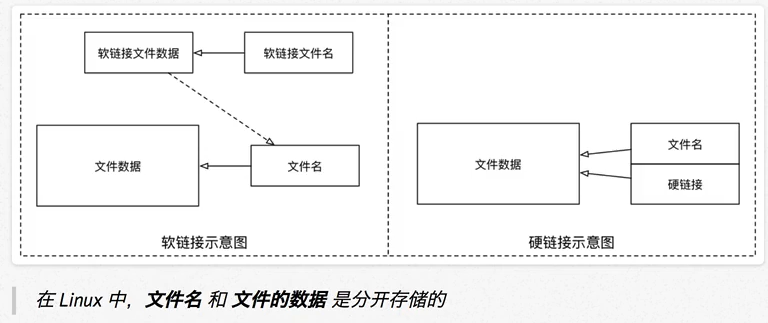 软链接文件数据
软链接文件名
文件数据
文件名
软链接示意图
文件数据
文件名
硬链接
硬链接示意图
在 Linux 中，文件名 和 文件的数据 是分开存储的